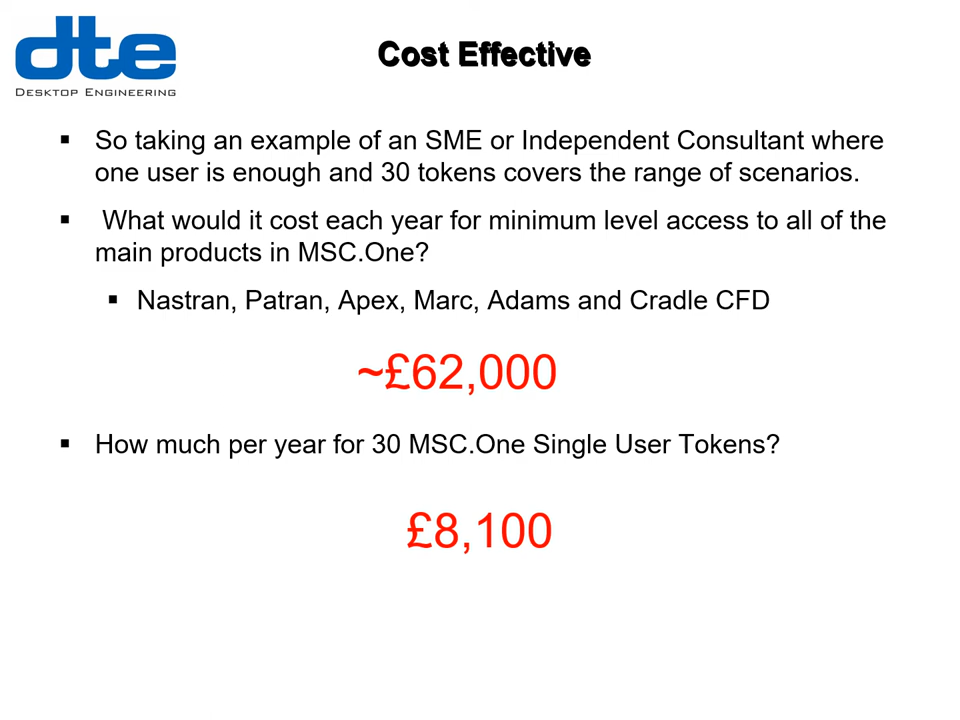 dte
DESKTOP ENGINEERING
Cost Effective
▪ So taking an example of an SME or Independent Consultant where
one user is enough and 30 tokens covers the range of scenarios.
▪ What would it cost each year for minimum level access to all of the
main products in MSC.One?
▪ Nastran, Patran, Apex, Marc, Adams and Cradle CFD
~£62,000
▪ How much per year for 30 MSC.One Single User Tokens?
£8,100